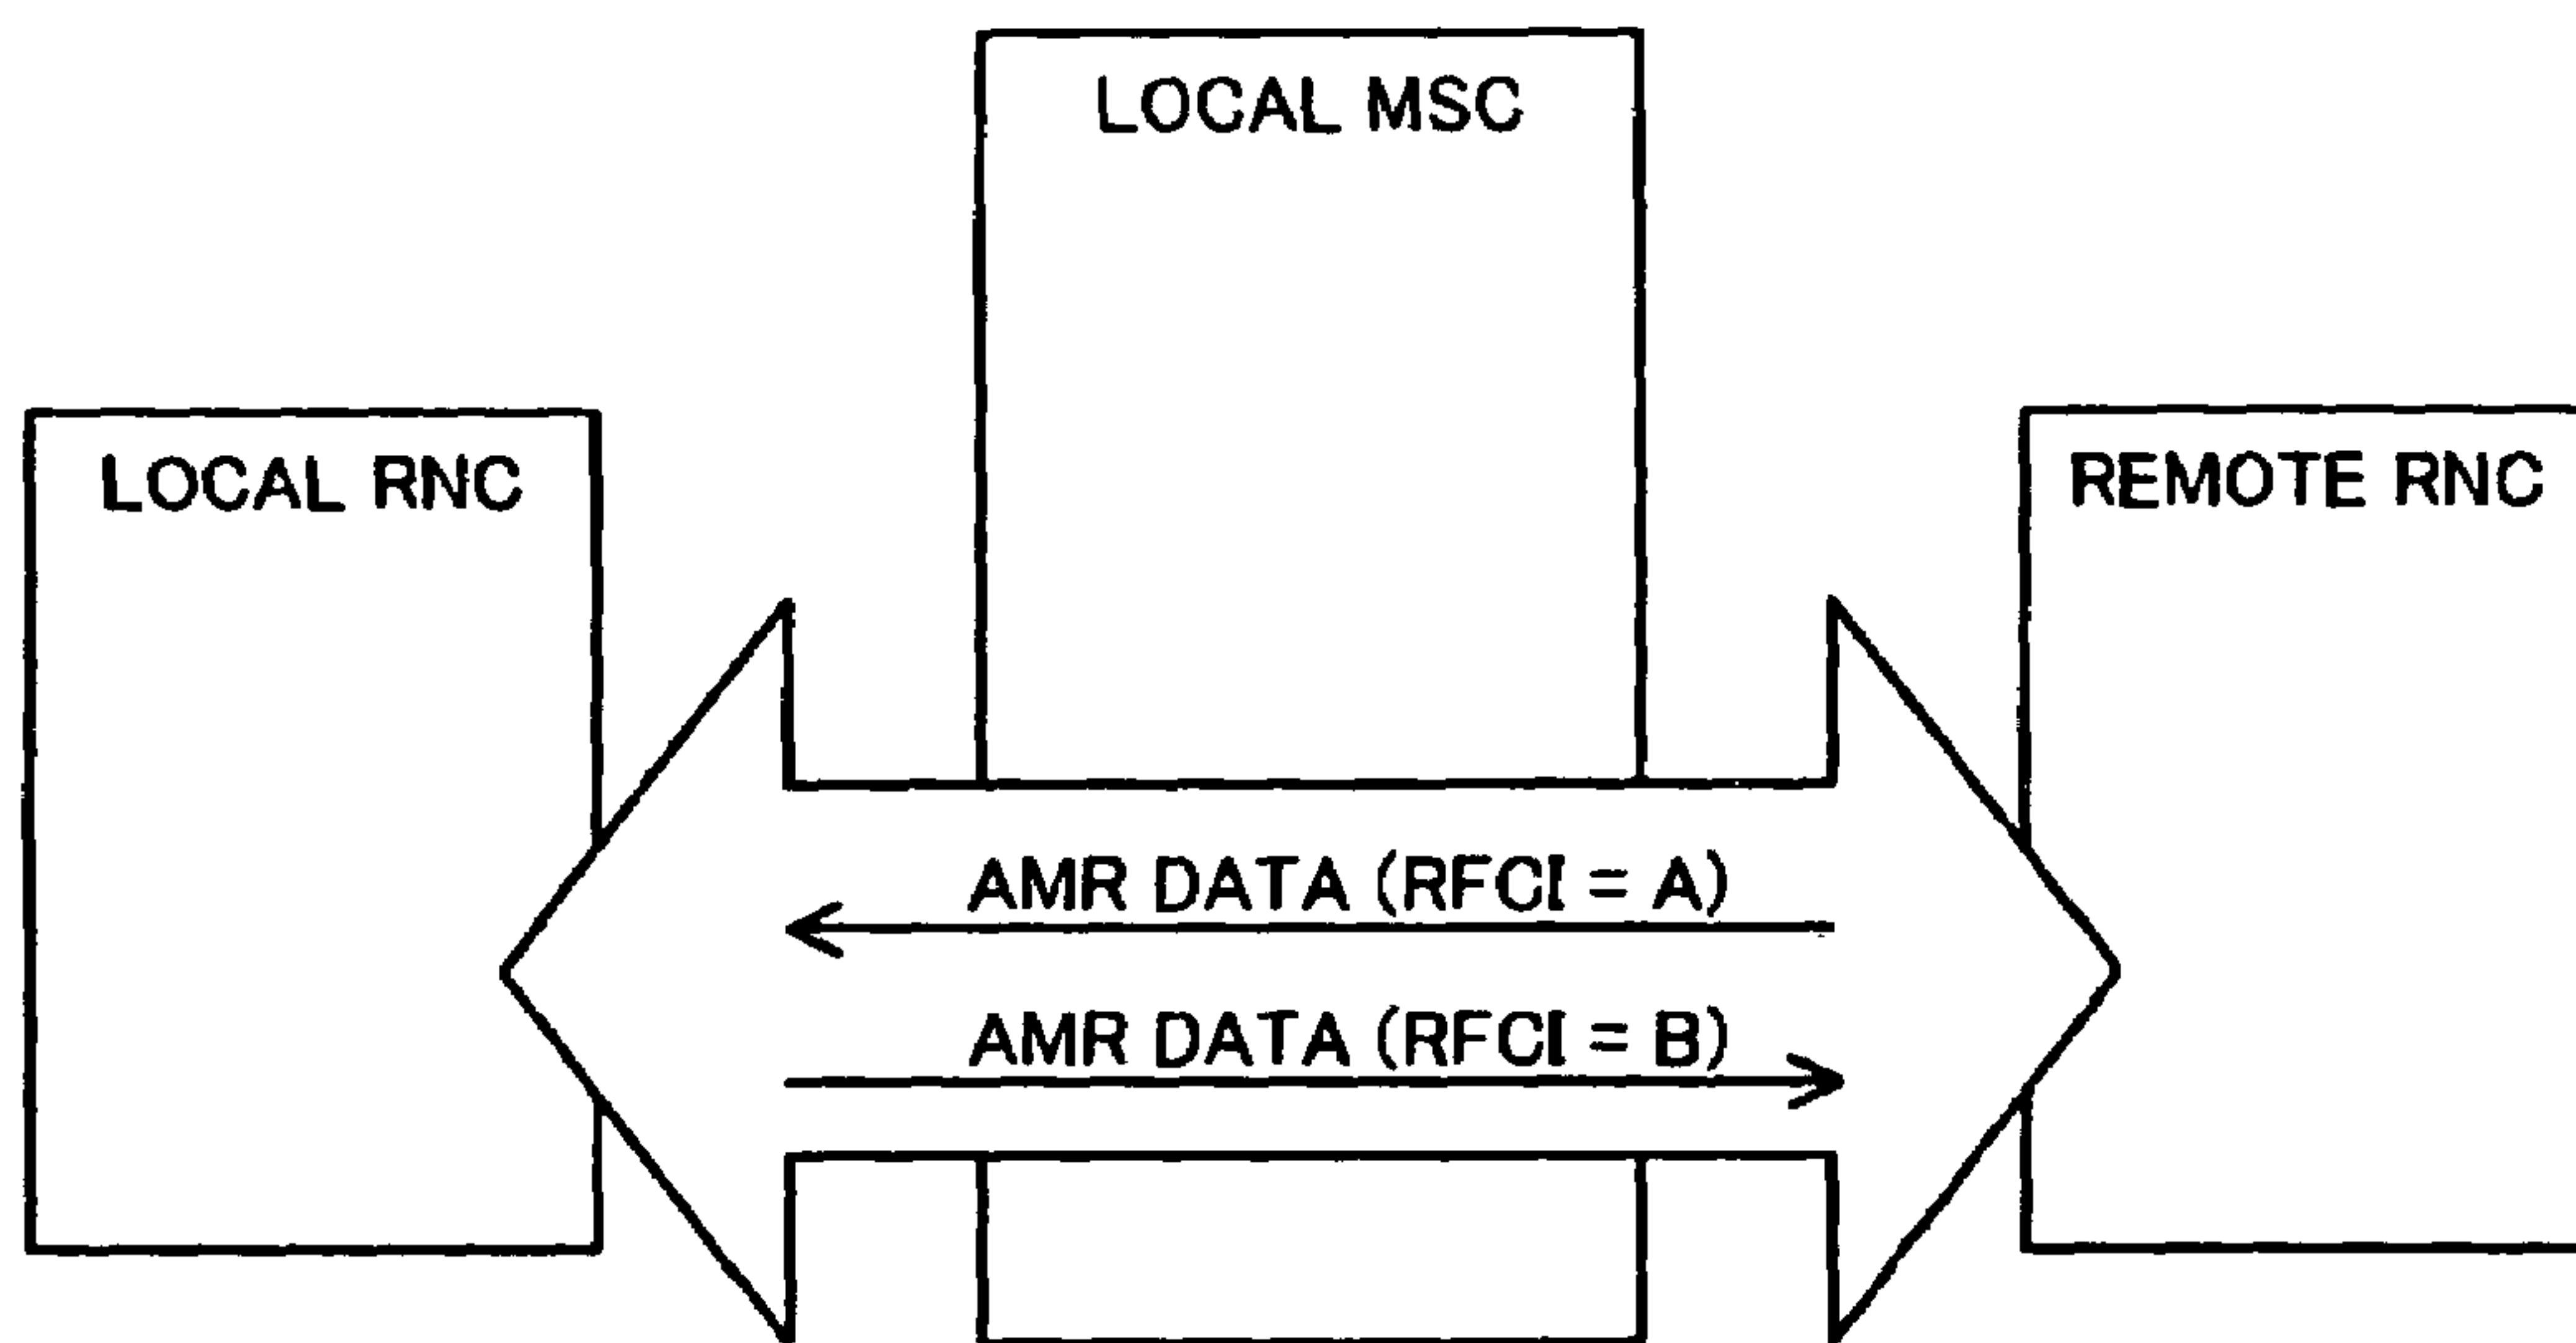 LOCAL MSC
LOCAL RNC
REMOTE RNC
AMR DATA (RFCI = A)
AMR DATA (RFCI = B)